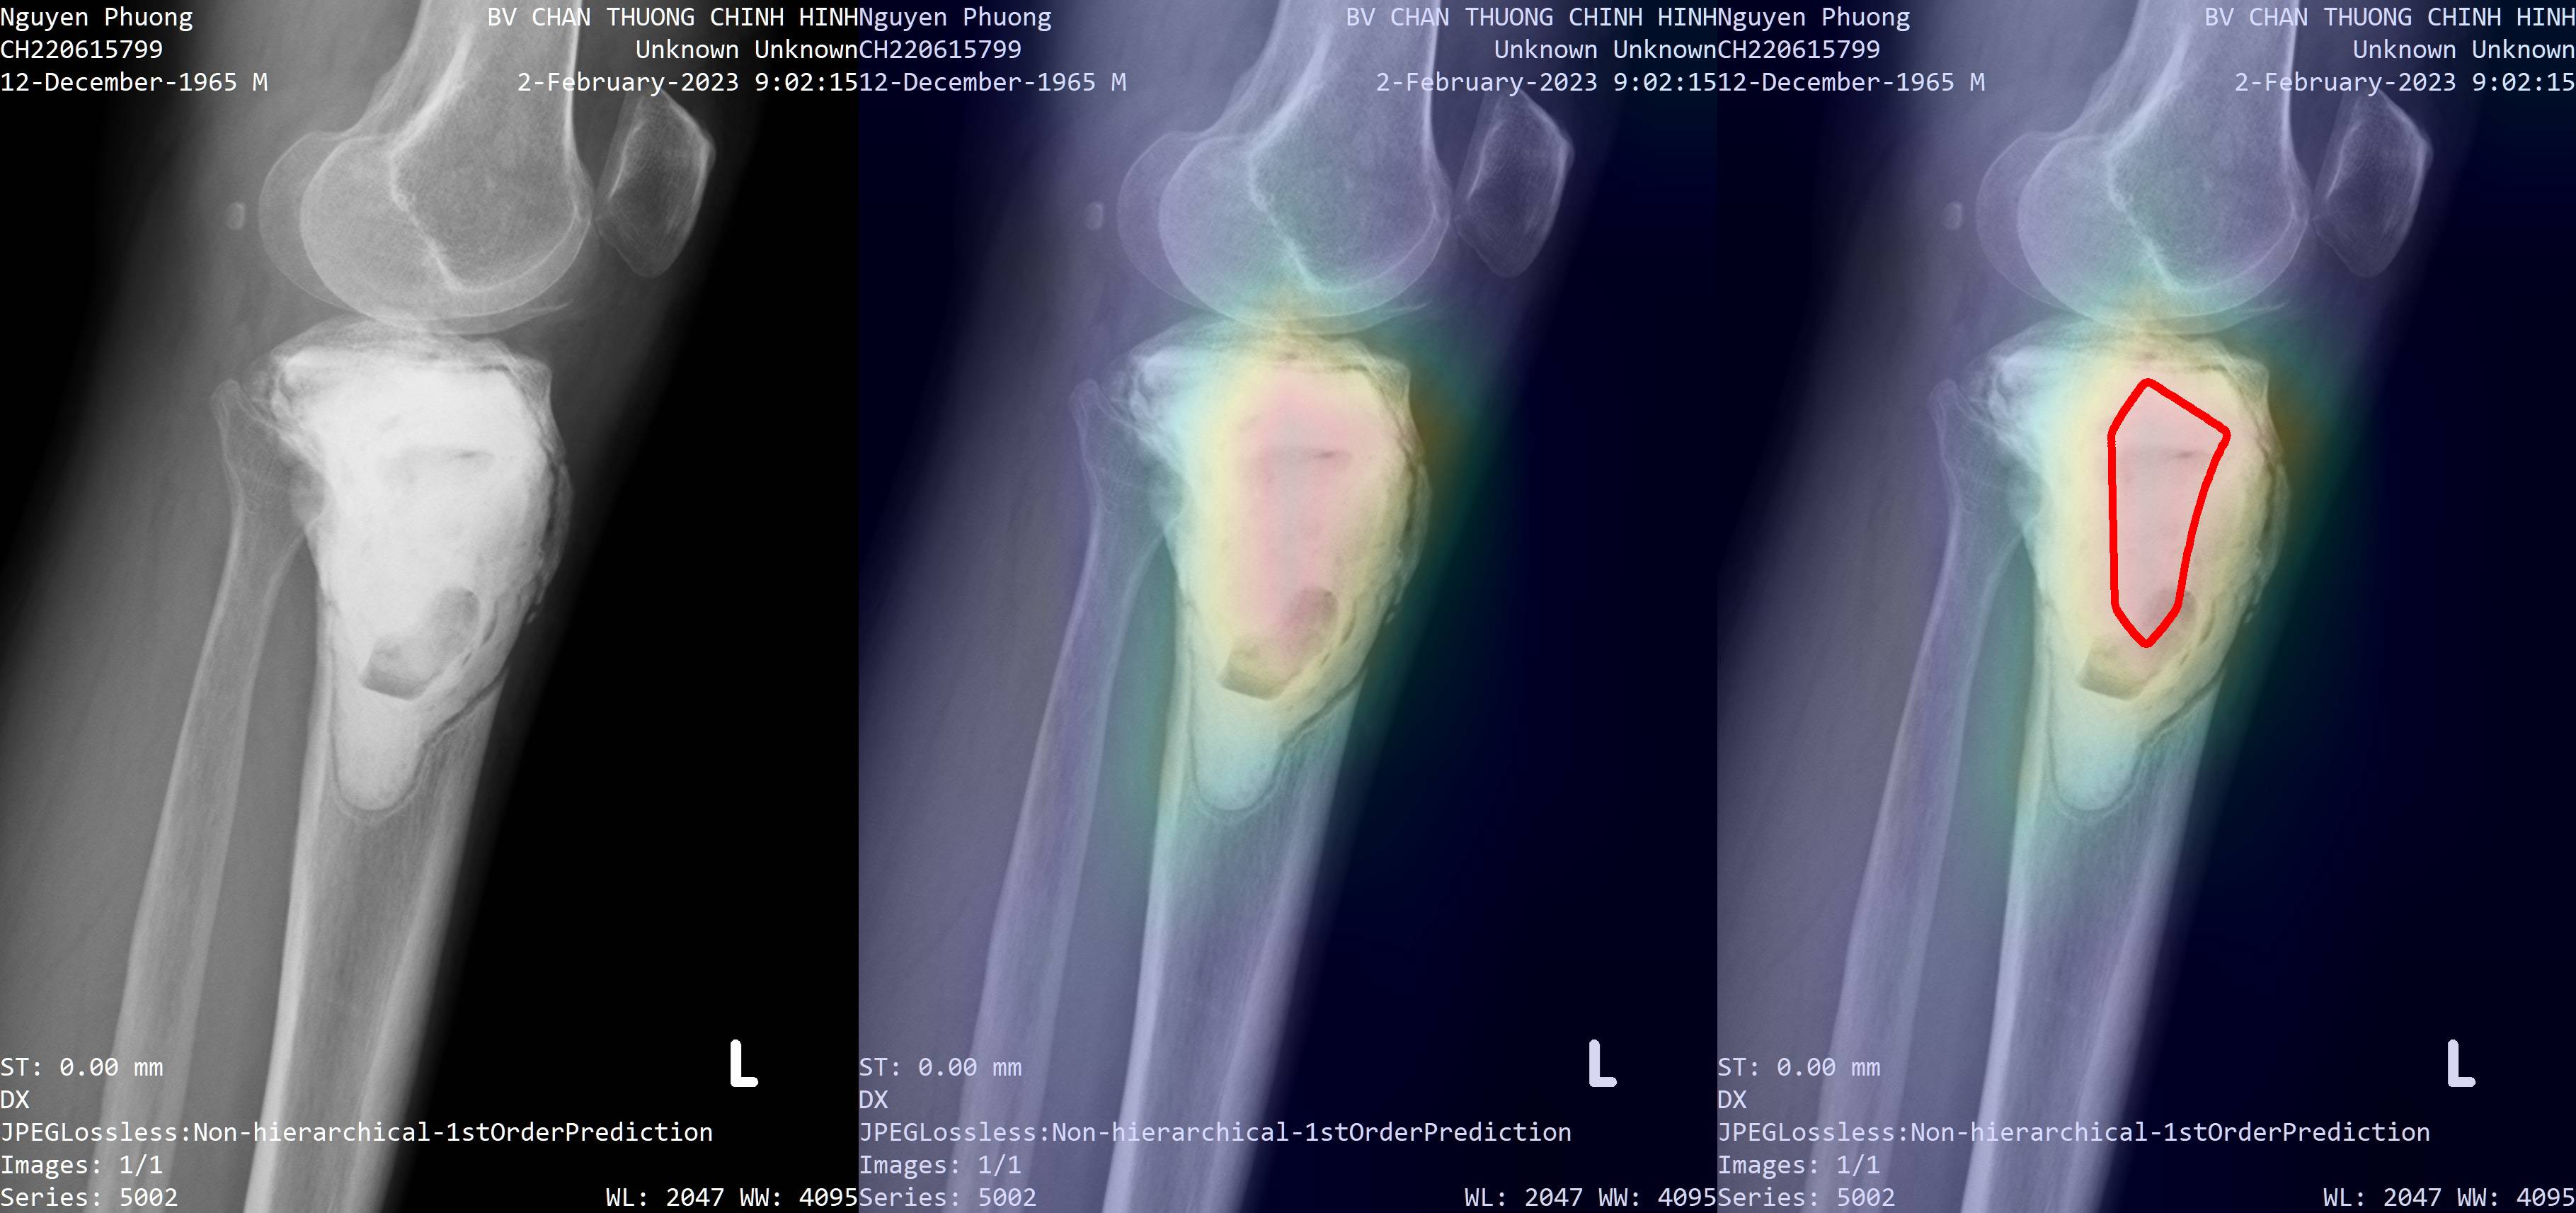 Nguyen Phuong
CH220615799
12-December-1965 M
BV CHAN THUONG CHINH HINH
Unknown Unknown
2-February-2023 9:02:15
L
ST: 0.00 mm
DX
JPEGLossless:Non-hierarchical-1stOrderPrediction
Images: 1/1
Series: 5002
WL: 2047 WW: 4095
Nguyen Phuong
CH220615799
12-December-1965 M
BV CHAN THUONG CHINH HINH
Unknown Unknown
2-February-2023 9:02:15
L
ST: 0.00 mm
DX
JPEGLossless:Non-hierarchical-1stOrderPrediction
Images: 1/1
Series: 5002
WL: 2047 WW: 4095
Nguyen Phuong
CH220615799
12-December-1965 M
BV CHAN THUONG CHINH HINH
Unknown Unknown
2-February-2023 9:02:15
L
ST: 0.00 mm
DX
JPEGLossless:Non-hierarchical-1stOrderPrediction
Images: 1/1
Series: 5002
WL: 2047 WW: 4095